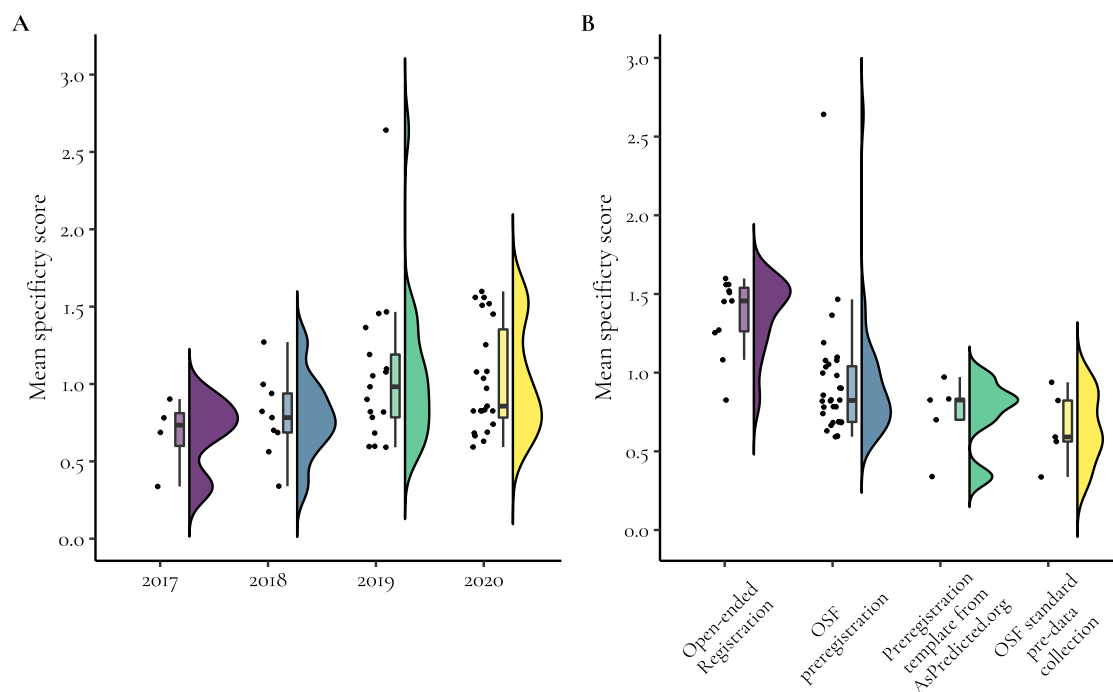 A
Mean specificty score
3.0
2.5
2.0
1.5
1.0
0.5
0.0
2017
2018
2019
2020
B
Mean specificty score
3.0
2.5
2.0
1.5
1.0
0.5
0.0
Open-ended
Registration
OSF
preregistration
Preregistration
template from
AsPredicted.org
OSF standard
pre-data
collection